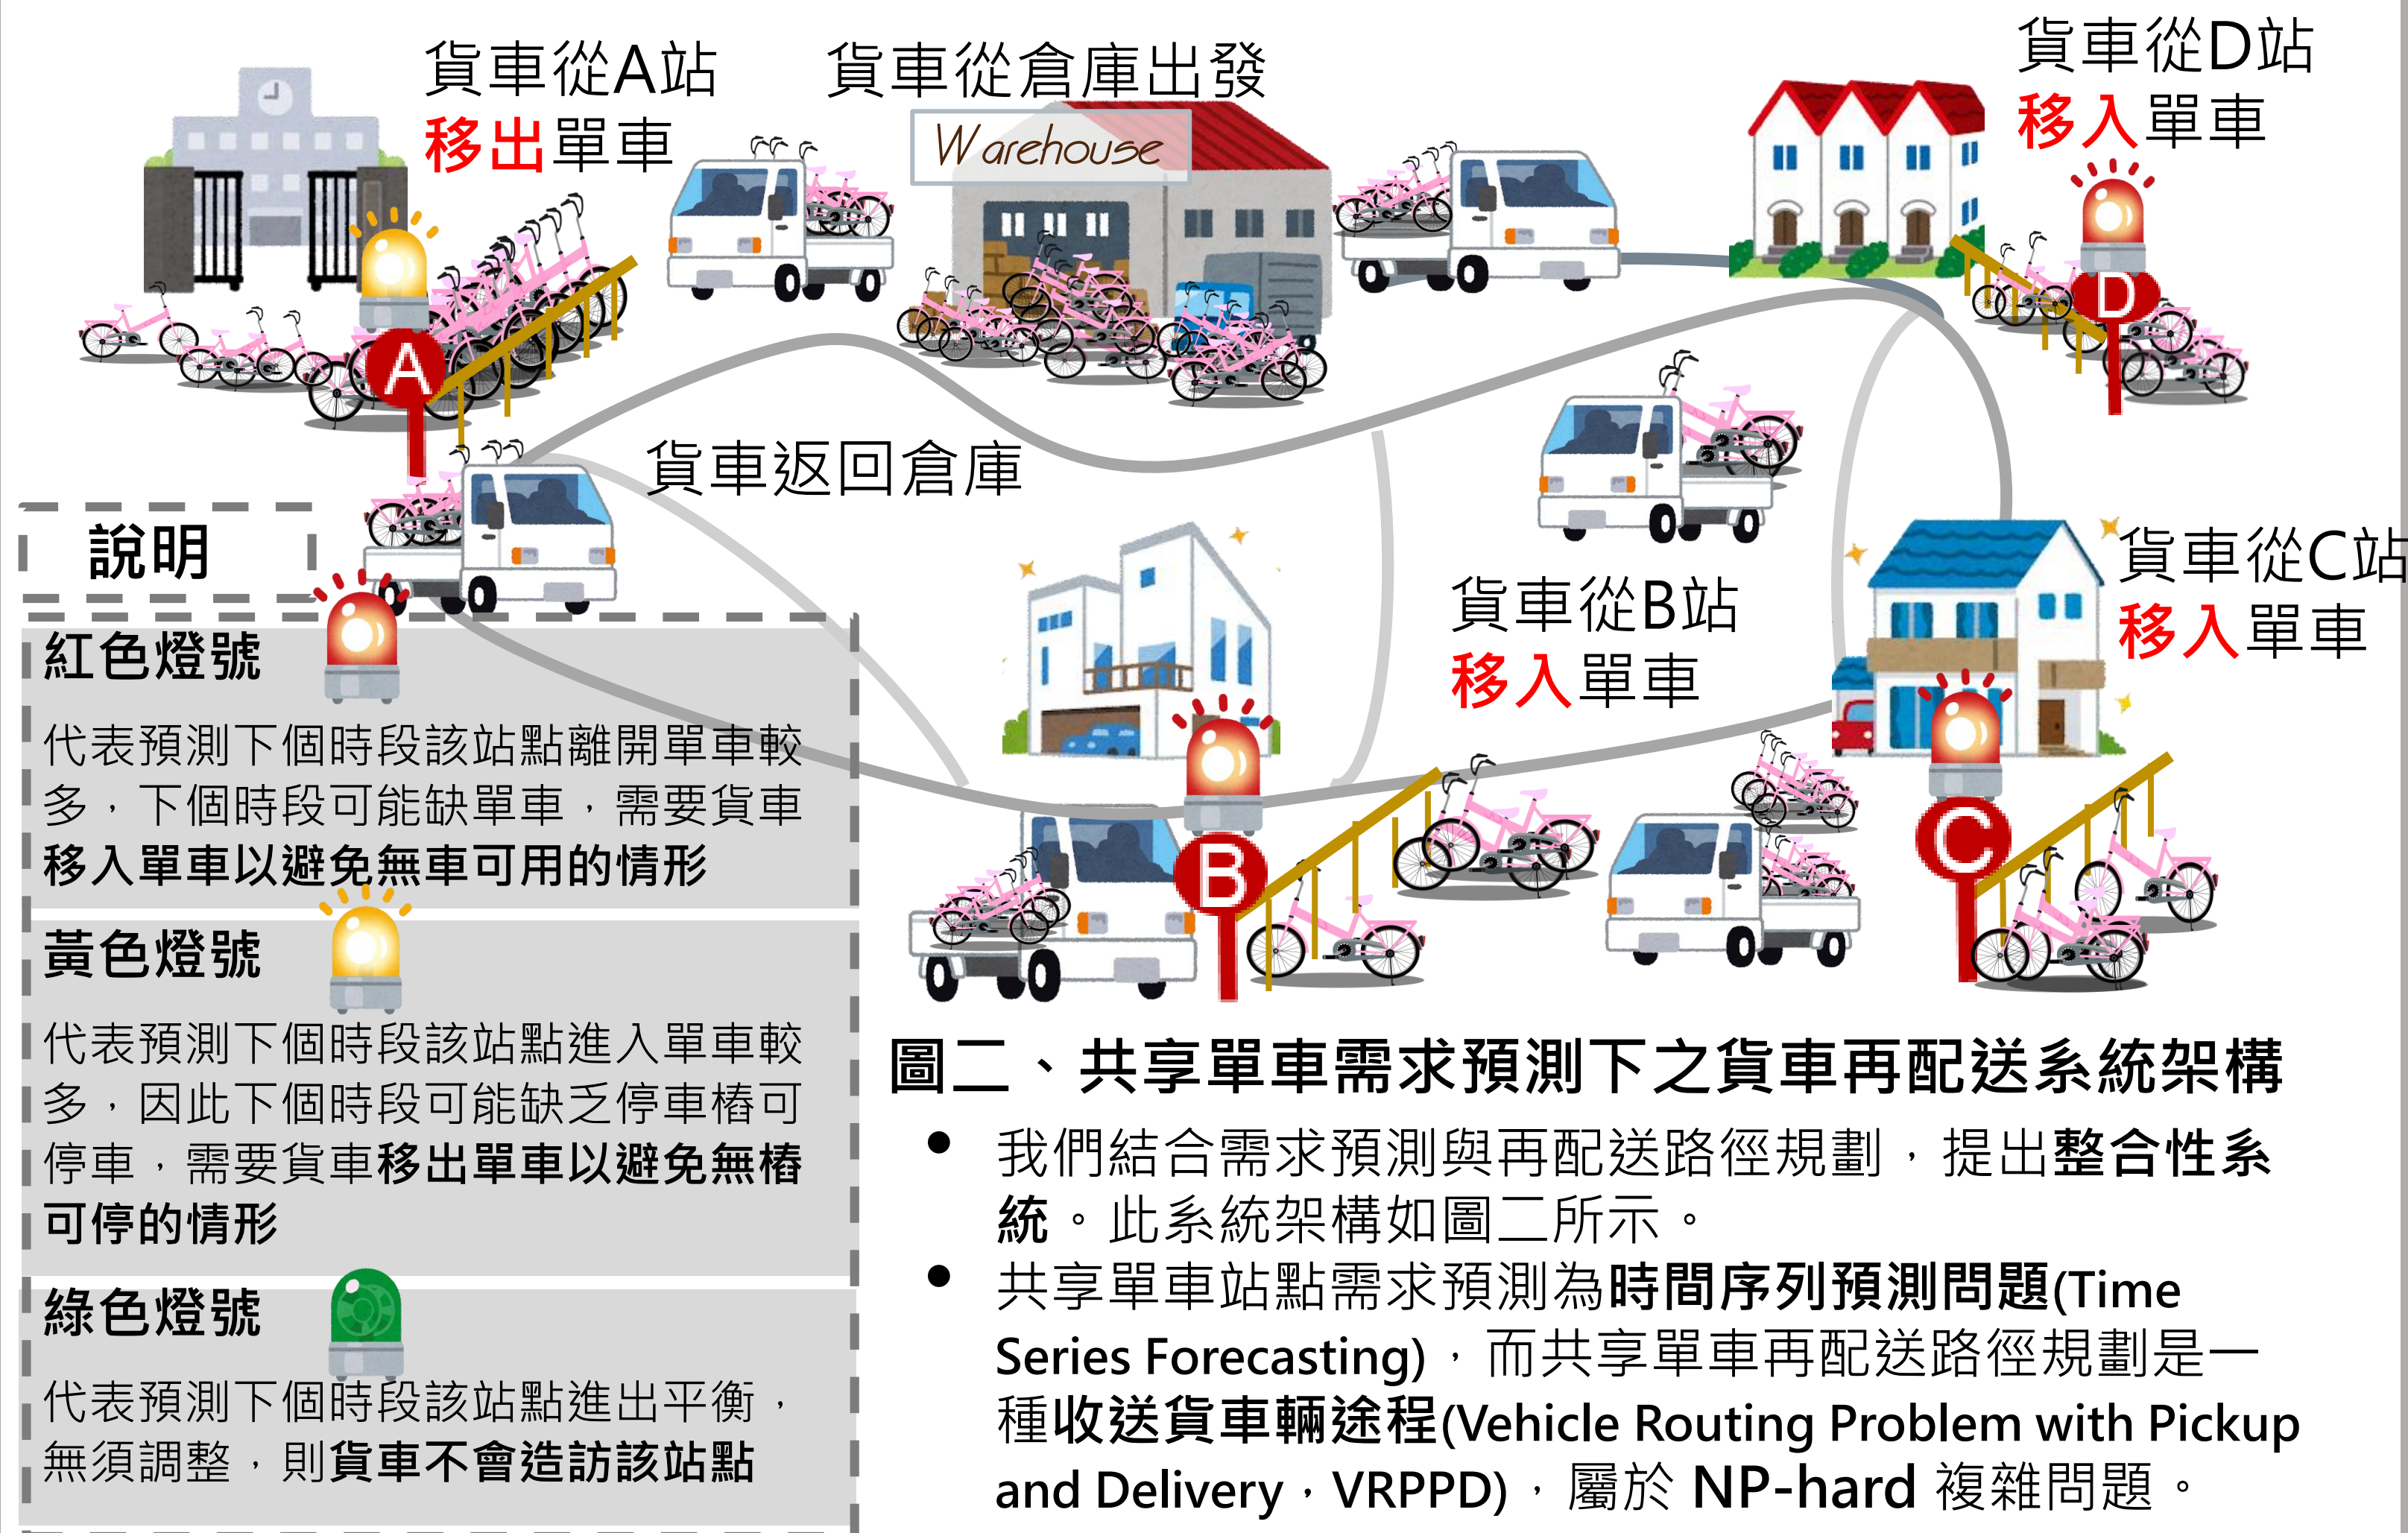 貨車從A站
移出單車
貨車從倉庫出發
Warehouse
貨車從D站
移入單車
D
A
貨車返回倉庫
說明
貨車從B站
移入單車
貨車從C站
移入單車
B
C
紅色燈號
代表預測下個時段該站點離開單車較
多，下個時段可能缺單車，需要貨車
移入單車以避免無車可用的情形
黃色燈號
代表預測下個時段該站點進入單車較
多，因此下個時段可能缺乏停車樁可
停車，需要貨車移出單車以避免無樁
可停的情形
綠色燈號
代表預測下個時段該站點進出平衡，
無須調整，則貨車不會造訪該站點
圖二、共享單車需求預測下之貨車再配送系統架構
• 我們結合需求預測與再配送路徑規劃，提出整合性系
統。此系統架構如圖二所示。
• 共享單車站點需求預測為時間序列預測問題(Time
Series Forecasting)，而共享單車再配送路徑規劃是一
種收送貨車輛途程(Vehicle Routing Problem with Pickup
and Delivery，VRPPD)，屬於 NP-hard 複雜問題。